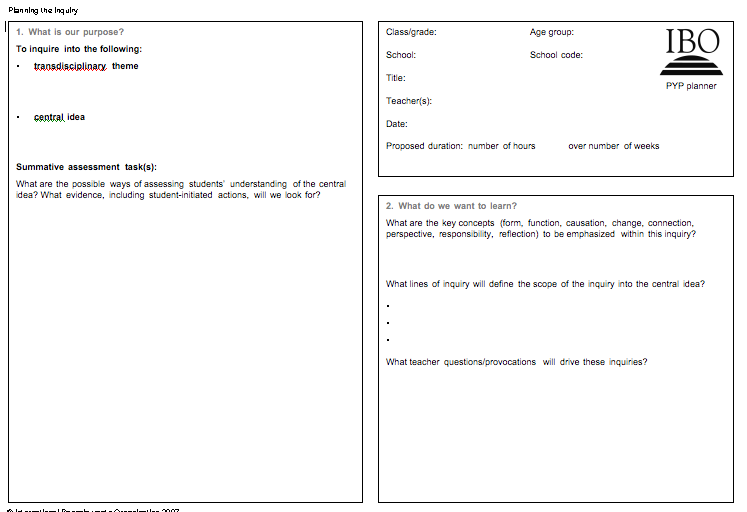 Planning the inquiry
1. What is our purpose?
To inquire into the following:
• transdisciplinary theme
• central idea
Summative assessment task(s):
What are the possible ways of assessing students' understanding of the central
idea? What evidence, including student-initiated actions, will we look for?
Class/grade: Age group:
School: School code:
Title:
Teacher(s):
Date:
Proposed duration: number of hours over number of weeks
IBO
PYP planner
2. What do we want to learn?
What are the key concepts (form, function, causation, change, connection,
perspective, responsibility, reflection) to be emphasized within this inquiry?
What lines of inquiry will define the scope of the inquiry into the central idea?
•
•
•
What teacher questions/provocations will drive these inquiries?
© International Baccalaureate Organization 2007